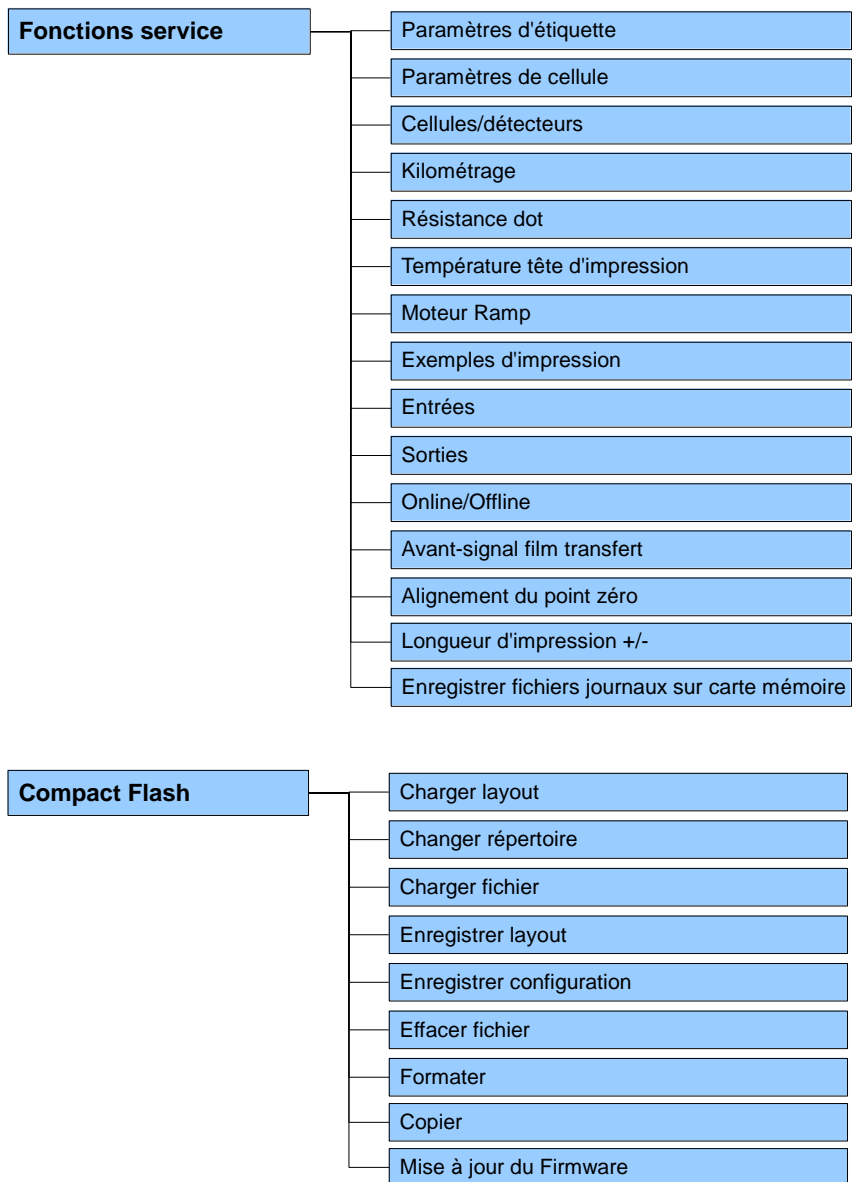 Fonctions service
Paramètres d'étiquette
Paramètres de cellule
Cellules/détecteurs
Kilométrage
Résistance dot
Température tête d'impression
Moteur Ramp
Exemples d'impression
Entrées
Sorties
Online/Offline
Avant-signal film transfert
Alignement du point zéro
Longueur d'impression +/-
Enregistrer fichiers journaux sur carte mémoire
Compact Flash
Charger layout
Changer répertoire
Charger fichier
Enregistrer layout
Enregistrer configuration
Effacer fichier
Formater
Copier
Mise à jour du Firmware